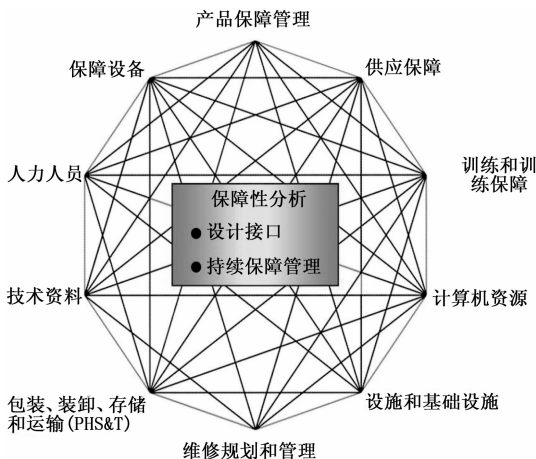 产品保障管理
保障设备
供应保障
人力人员
训练和训
练保障
保障性分析
●设计接口
●持续保障管理
技术资料
计算机资源
包装、装卸、存储
和运输(PHS&T)
设施和基础设施
维修规划和管理